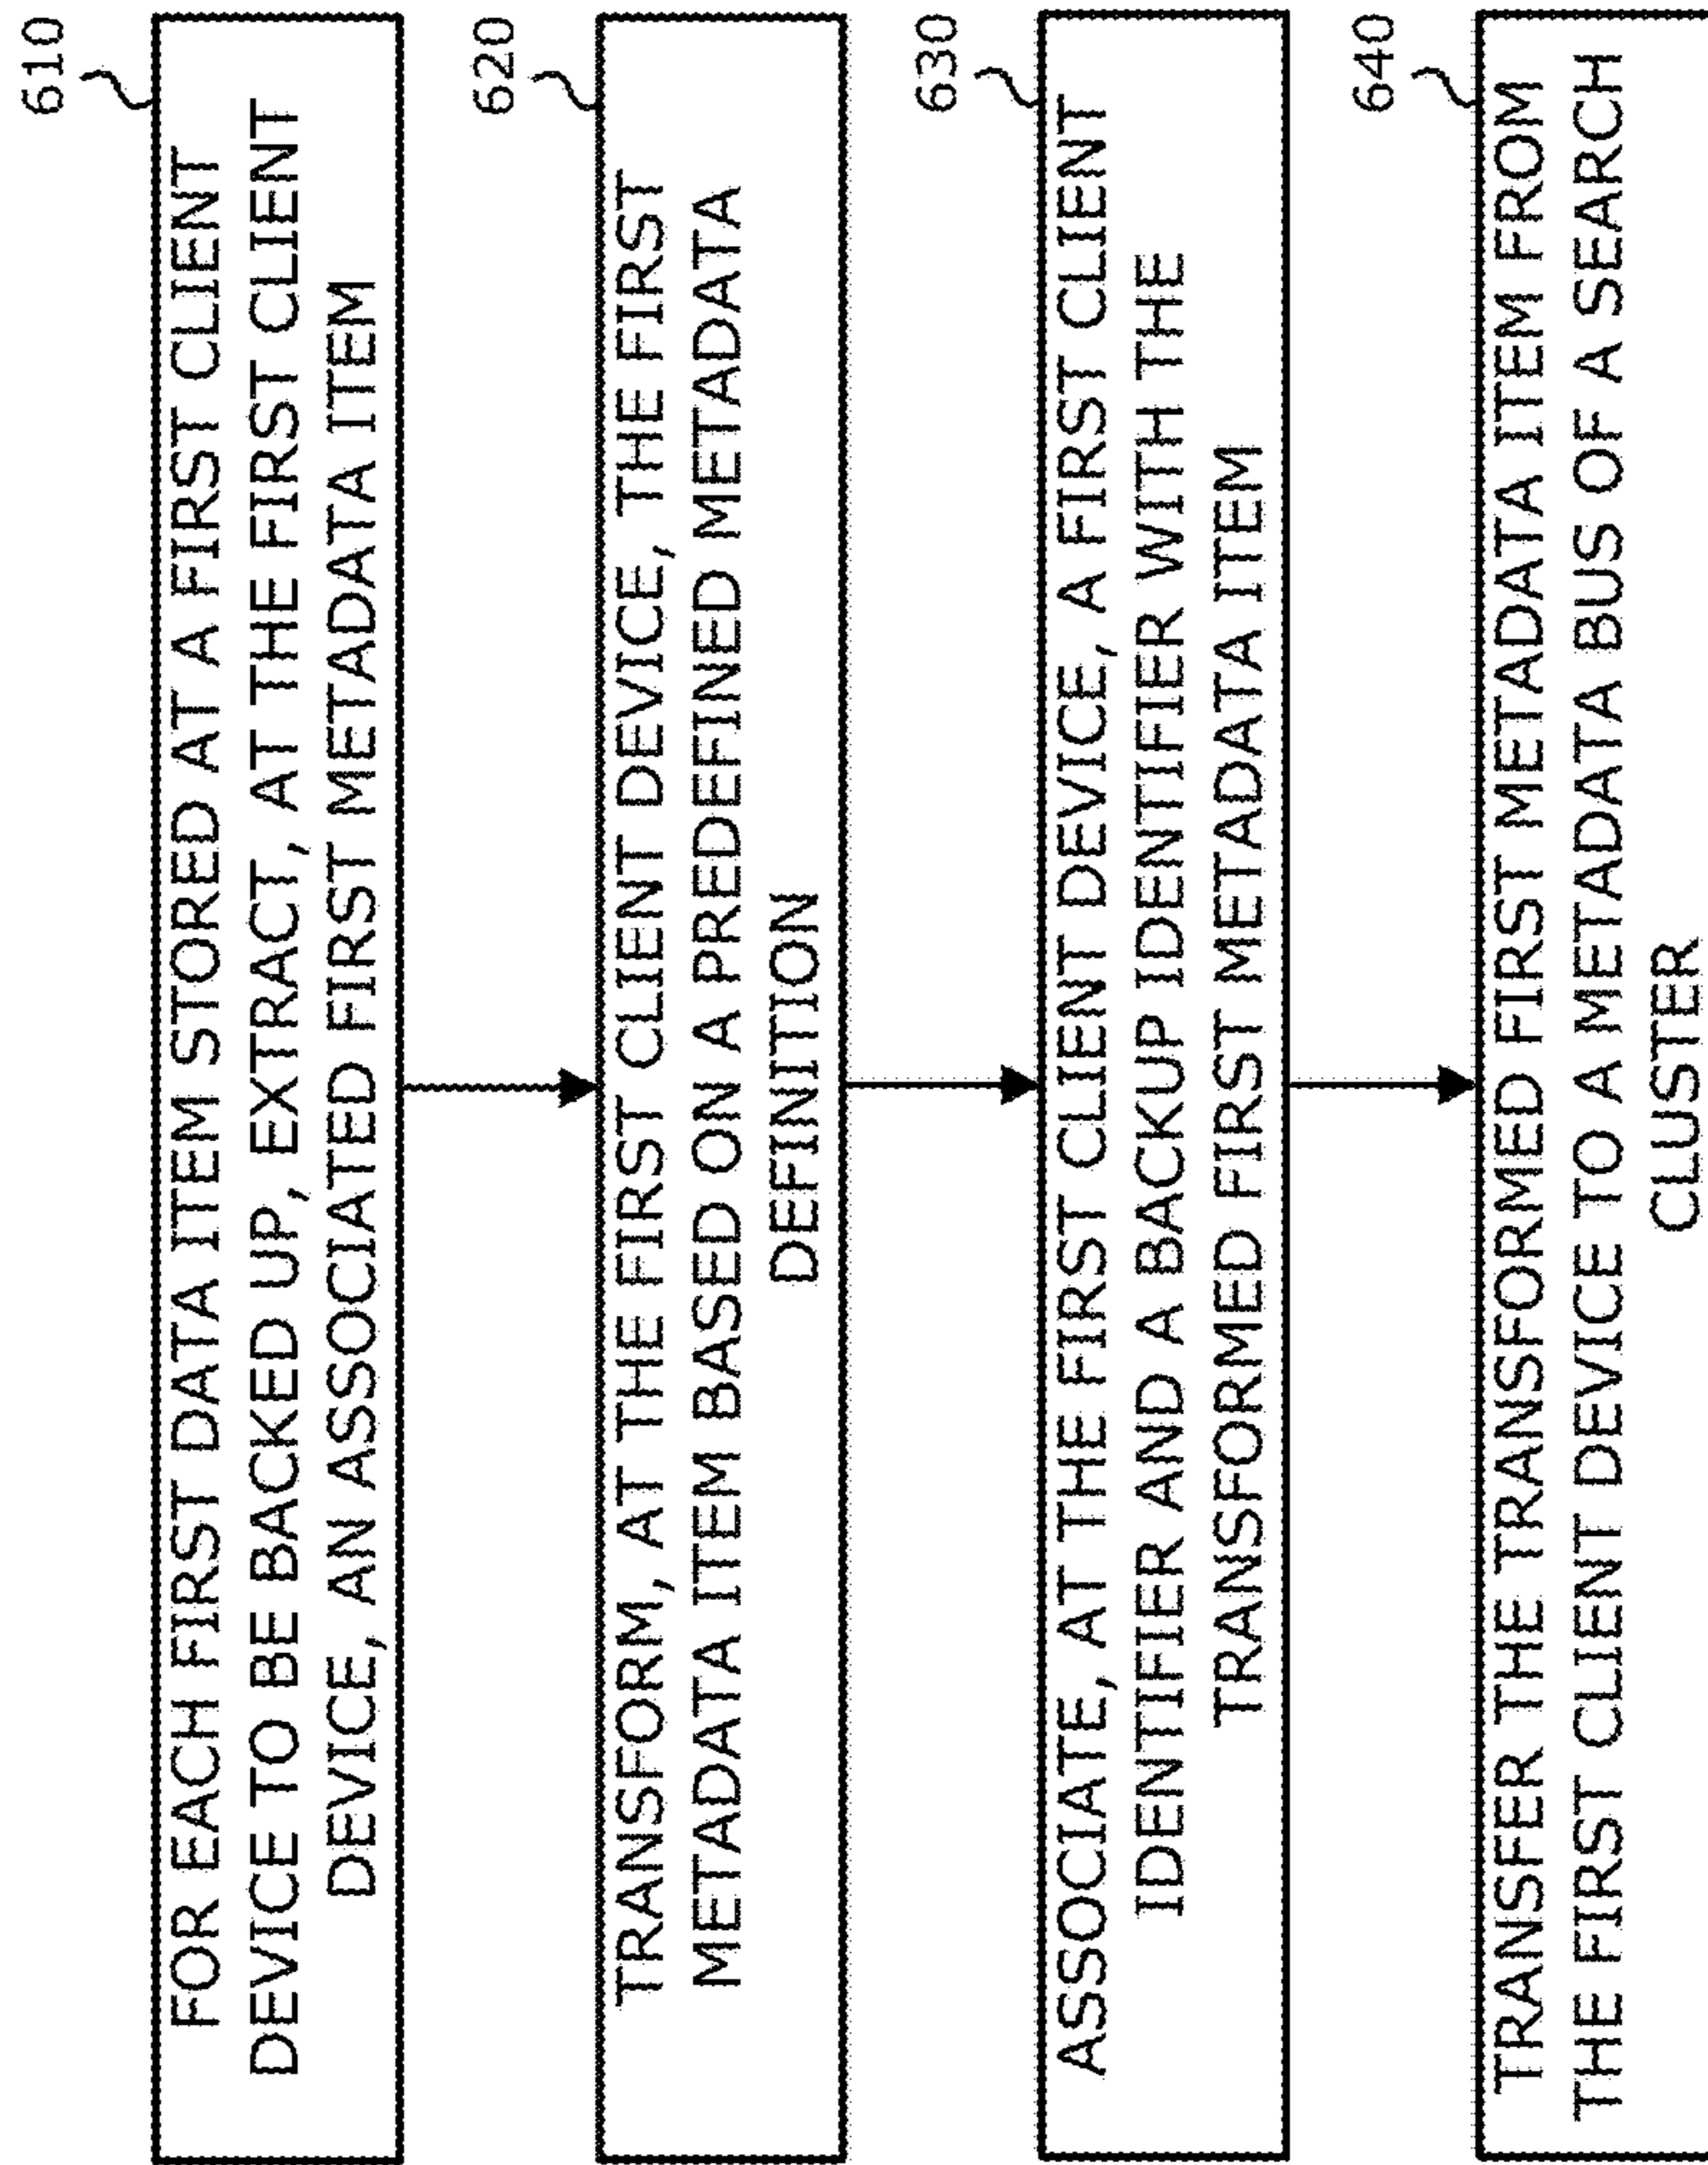 610
FOR EACH FIRST DATA ITEM STORED AT A FIRST CLIENT
DEVICE TO BE BACKED UP, EXTRACT, AT THE FIRST CLIENT
DEVICE, AN ASSOCIATED FIRST METADATA ITEM
620
TRANSFORM, AT THE FIRST CLIENT DEVICE, THE FIRST
METADATA ITEM BASED ON A PREDEFINED METADATA
DEFINITION
630
ASSOCIATE, AT THE FIRST CLIENT DEVICE, A FIRST CLIENT
IDENTIFIER AND A BACKUP IDENTIFIER WITH THE
TRANSFORMED FIRST METADATA ITEM
640
TRANSFER THE TRANSFORMED FIRST METADATA ITEM FROM
THE FIRST CLIENT DEVICE TO A METADATA BUS OF A SEARCH
CLUSTER